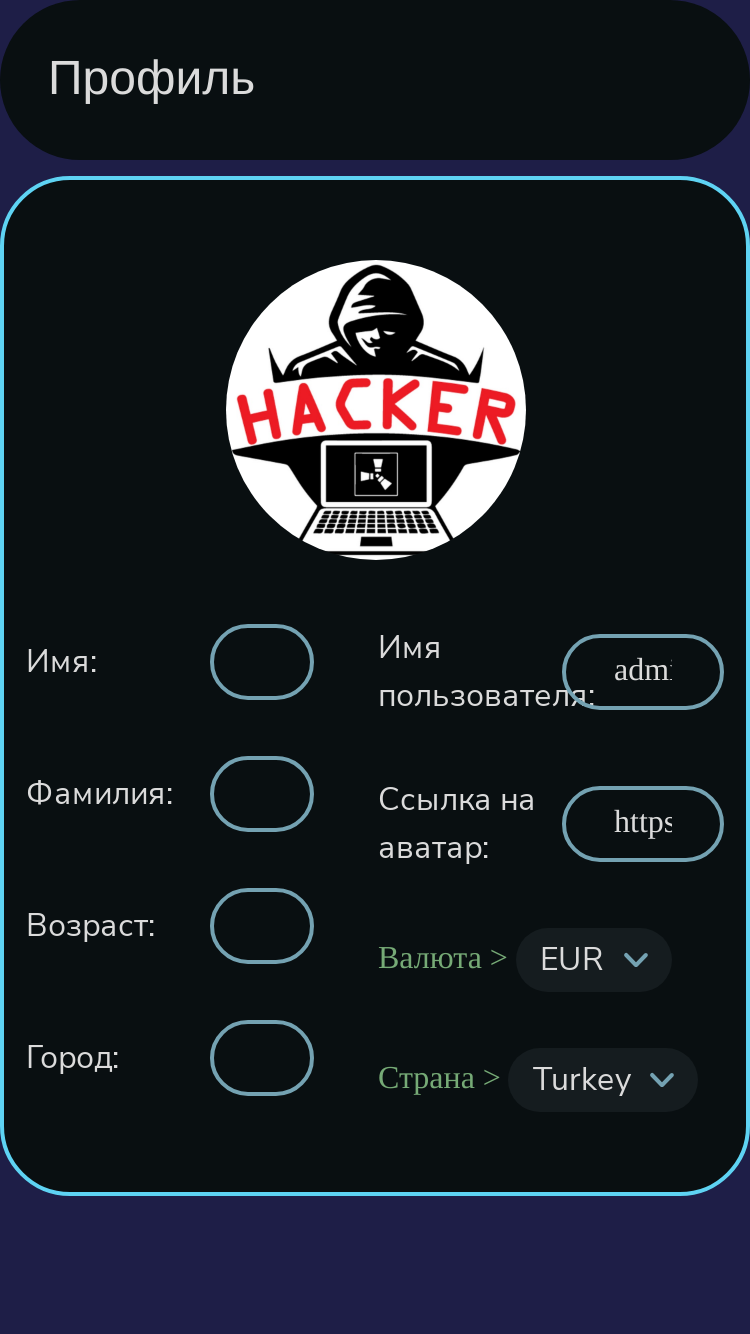 Профиль
HACKER
Имя:
Фамилия:
Возраст:
Город:
Имя
пользователя:
admi
Ссылка на
аватар:
https
Валюта > EUR
Страна > Turkey